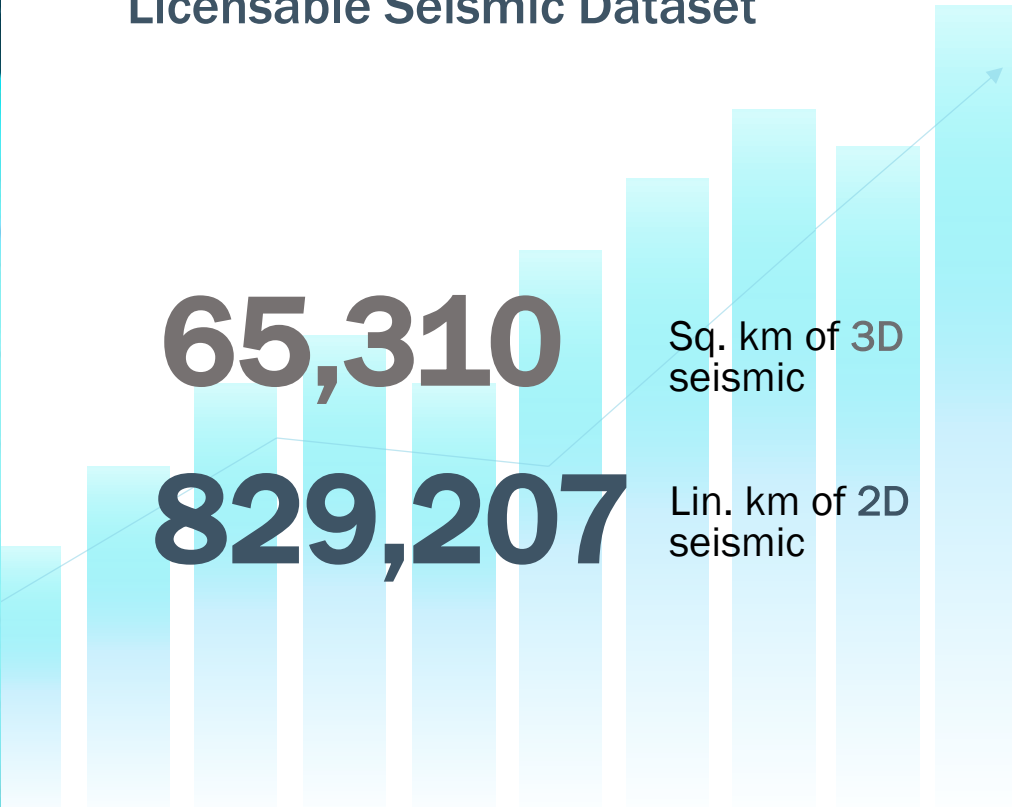 Licensable Seismic Dataset
65,310
Sq. km of 3D
seismic
829,207
Lin. km of 2D
seismic